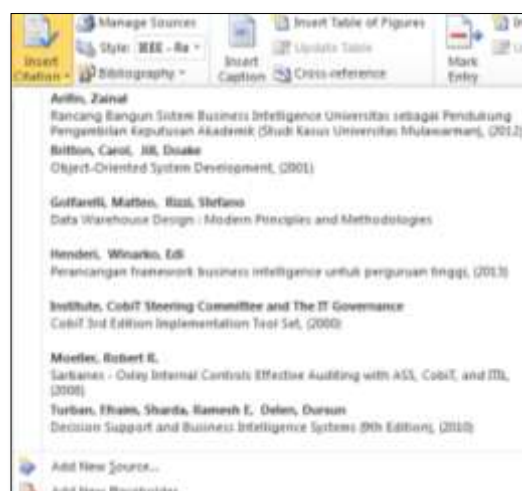 Manage Sources
Insert Table of Figures
Style: IEEE - Re
Update Table
Insert Citation
Bibliography
Insert Caption
Cross-reference
Mark Entry
Arifin, Zainal
Rancang Bangun Sistem Business Intelligence Universitas sebagai Pendukung
Pengambilan Keputusan Akademik (Studi Kasus Universitas Mulawarman), (2012)
Britton, Carol, Jill, Doake
Object-Oriented System Development, (2001)
Golfarelli, Matteo, Rizzi, Stefano
Data Warehouse Design : Modern Principles and Methodologies
Henderi, Winarko, Edi
Perancangan framework business intelligence untuk perguruan tinggi, (2013)
Institute, CobiT Steering Committee and The IT Governance
CobiT 3rd Edition Implementation Tool Set, (2000)
Moeller, Robert R.
Sarbanes - Oxley Internal Controls Effective Auditing with AS5, CobiT, and ITIL,
(2008)
Turban, Efraim, Sharda, Ramesh E, Delen, Dursun
Decision Support and Business Intelligence Systems (9th Edition), (2010)
Add New Source...
Add New Placeholder